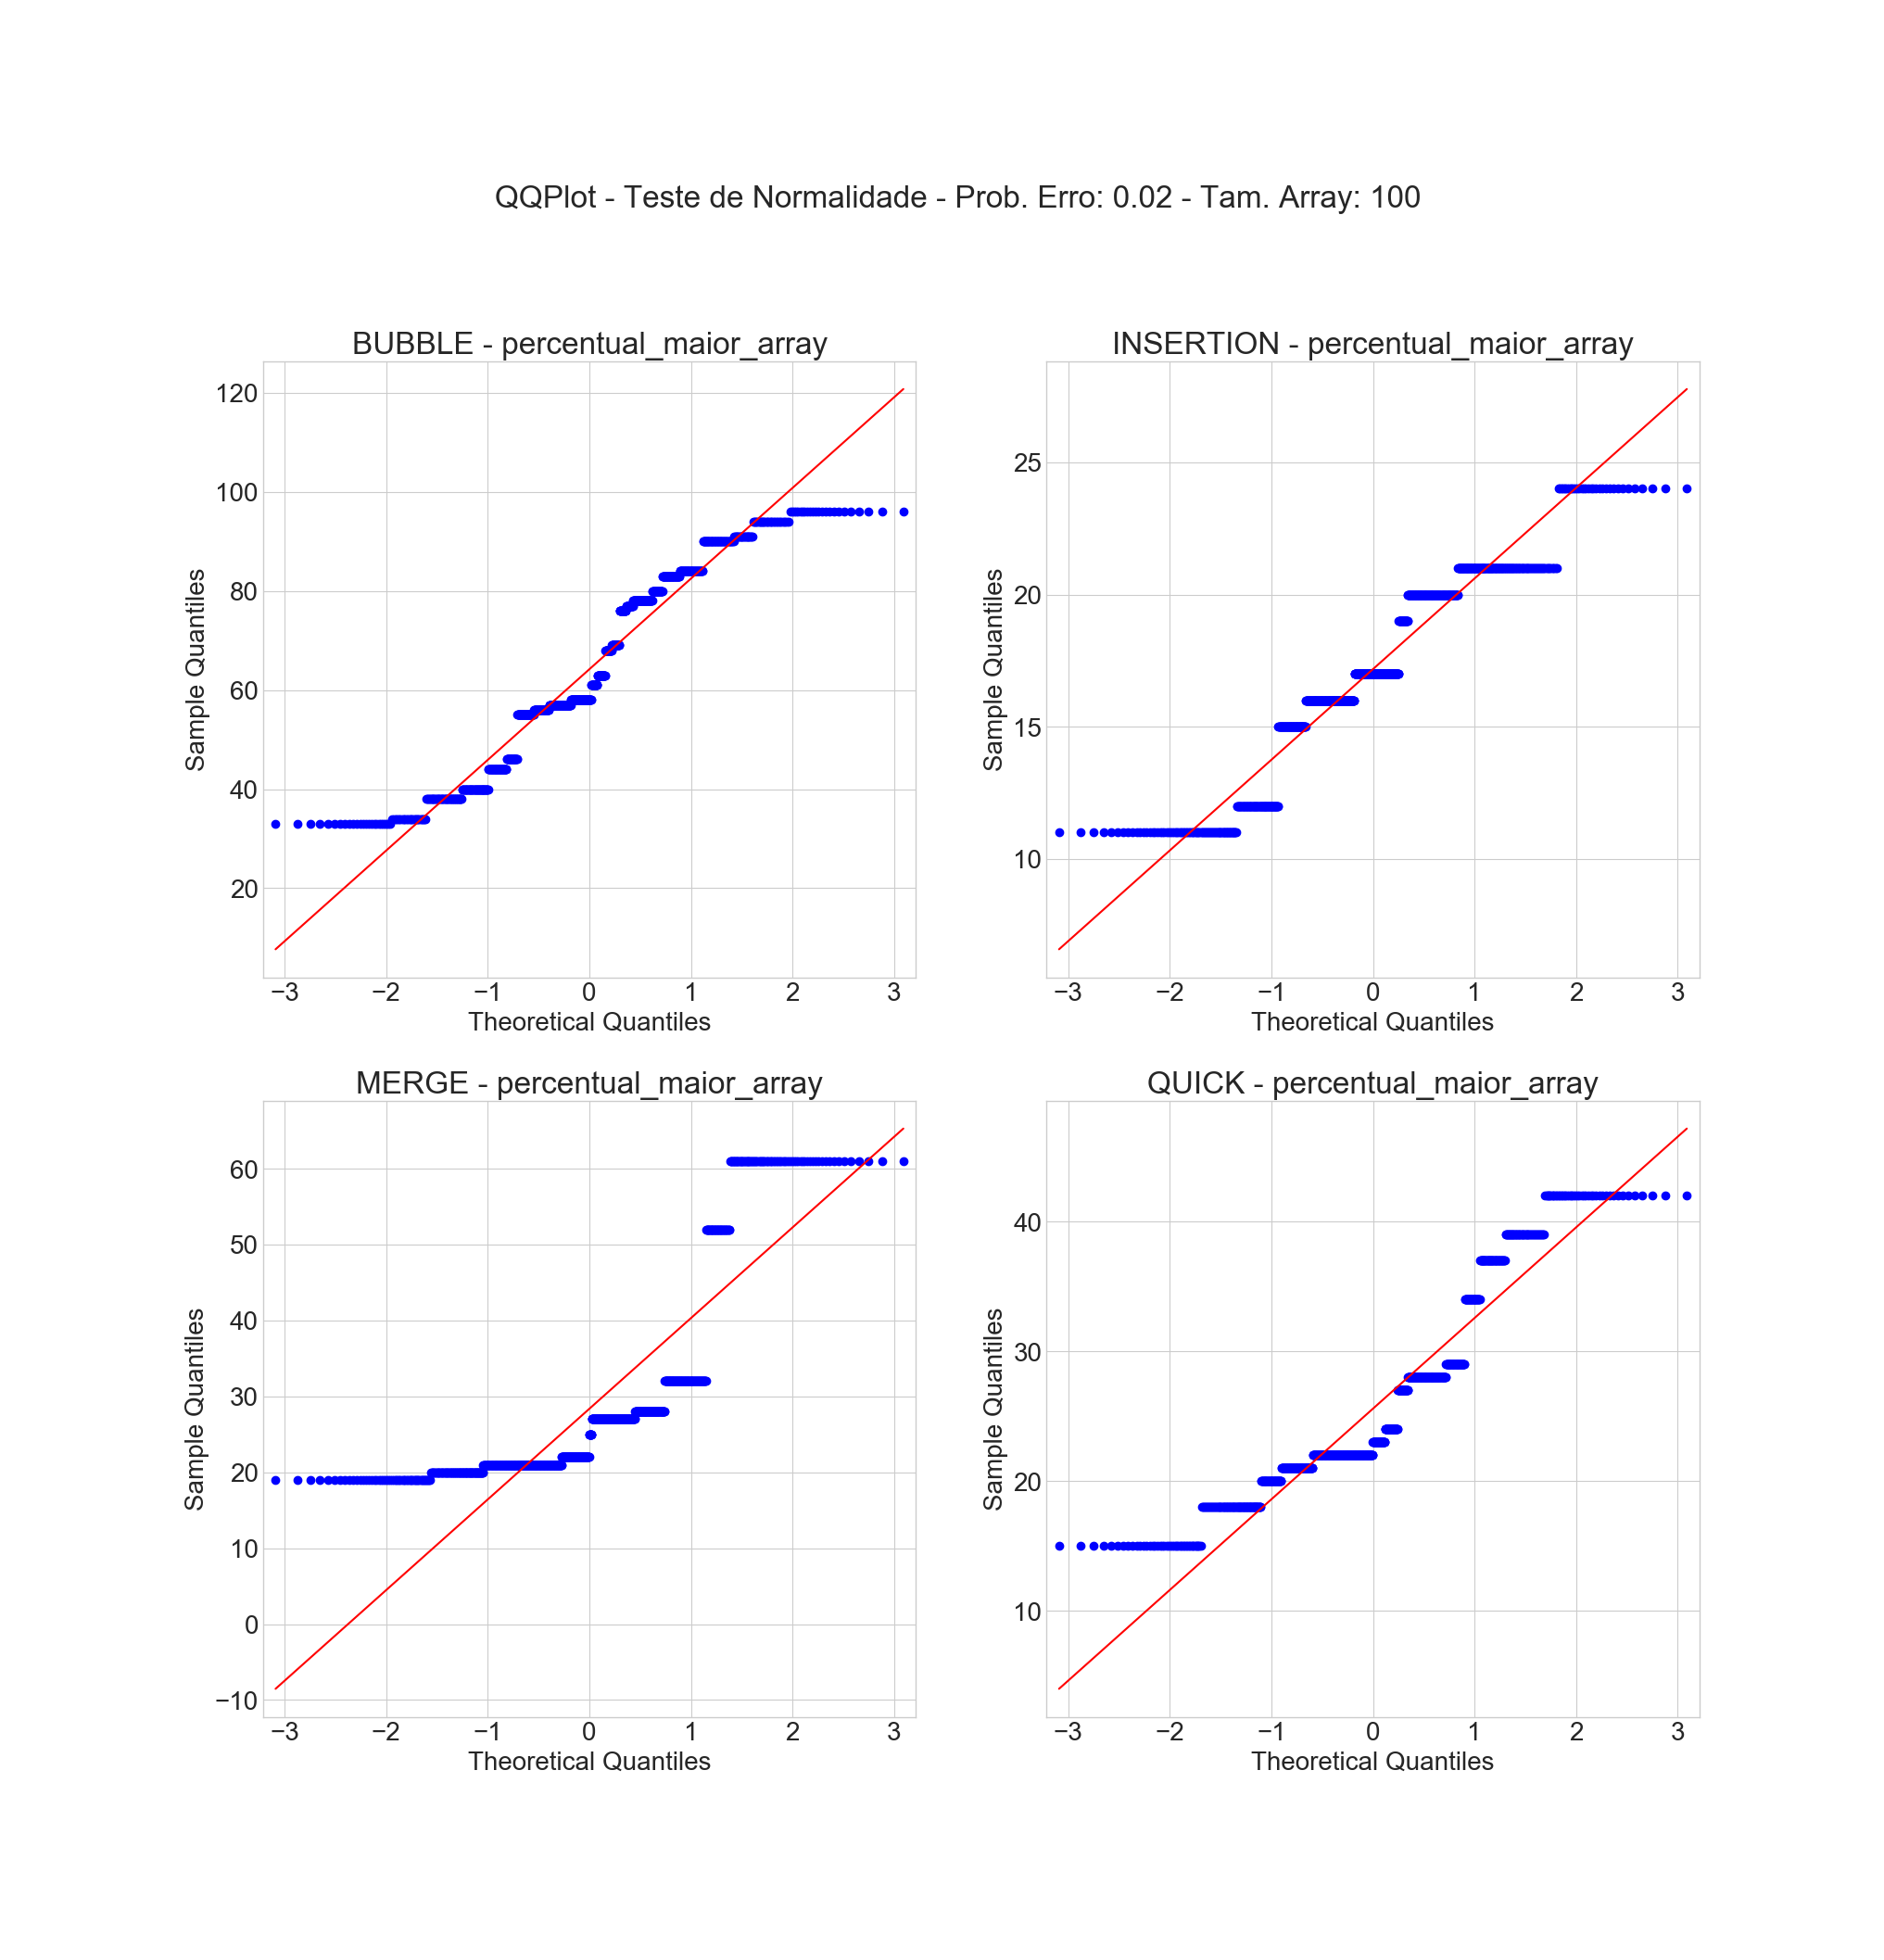 QQPlot - Teste de Normalidade - Prob. Erro: 0.02 - Tam. Array: 100
BUBBLE - percentual_maior_array
120
100
80
60
40
20
Sample Quantiles
−3 −2 −1 0 1 2 3
Theoretical Quantiles
INSERTION - percentual_maior_array
25
20
15
10
Sample Quantiles
−3 −2 −1 0 1 2 3
Theoretical Quantiles
MERGE - percentual_maior_array
60
50
40
30
20
10
0
−10
Sample Quantiles
−3 −2 −1 0 1 2 3
Theoretical Quantiles
QUICK - percentual_maior_array
40
30
20
10
Sample Quantiles
−3 −2 −1 0 1 2 3
Theoretical Quantiles